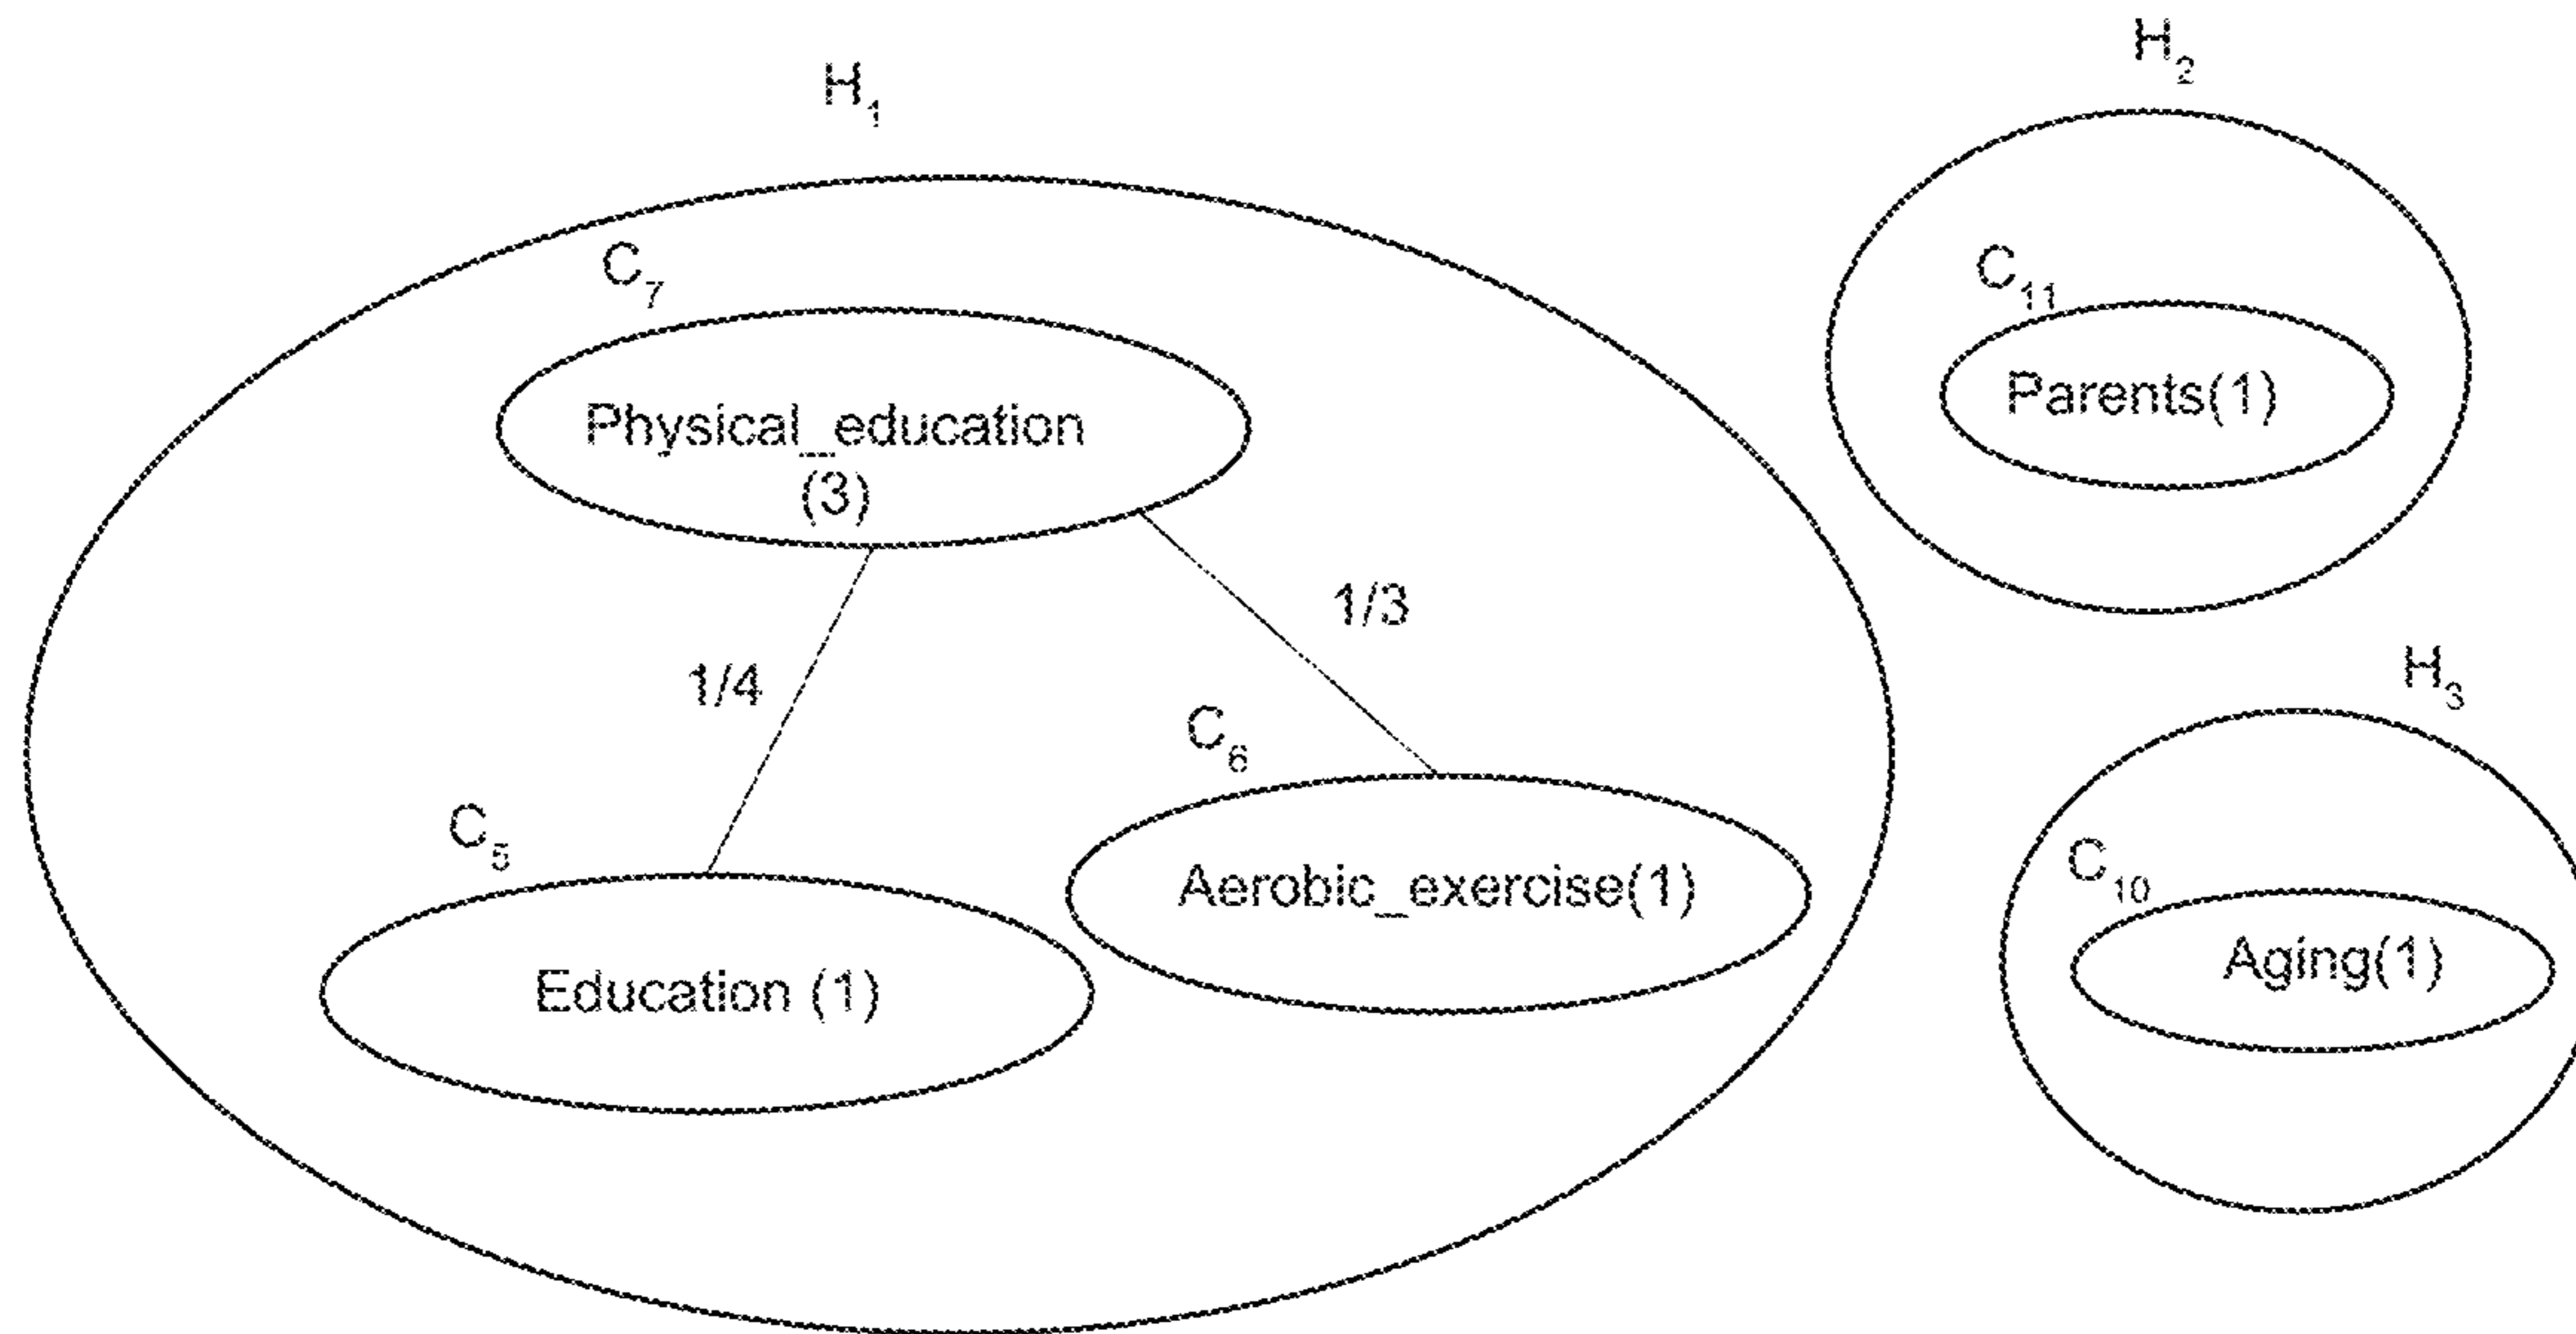 H₁
H₂
C₇
C₁₁
Physical_education
(3)
Parents(1)
1/3
1/4
H₃
C₆
C₅
C₁₀
Aerobic_exercise(1)
Aging(1)
Education (1)